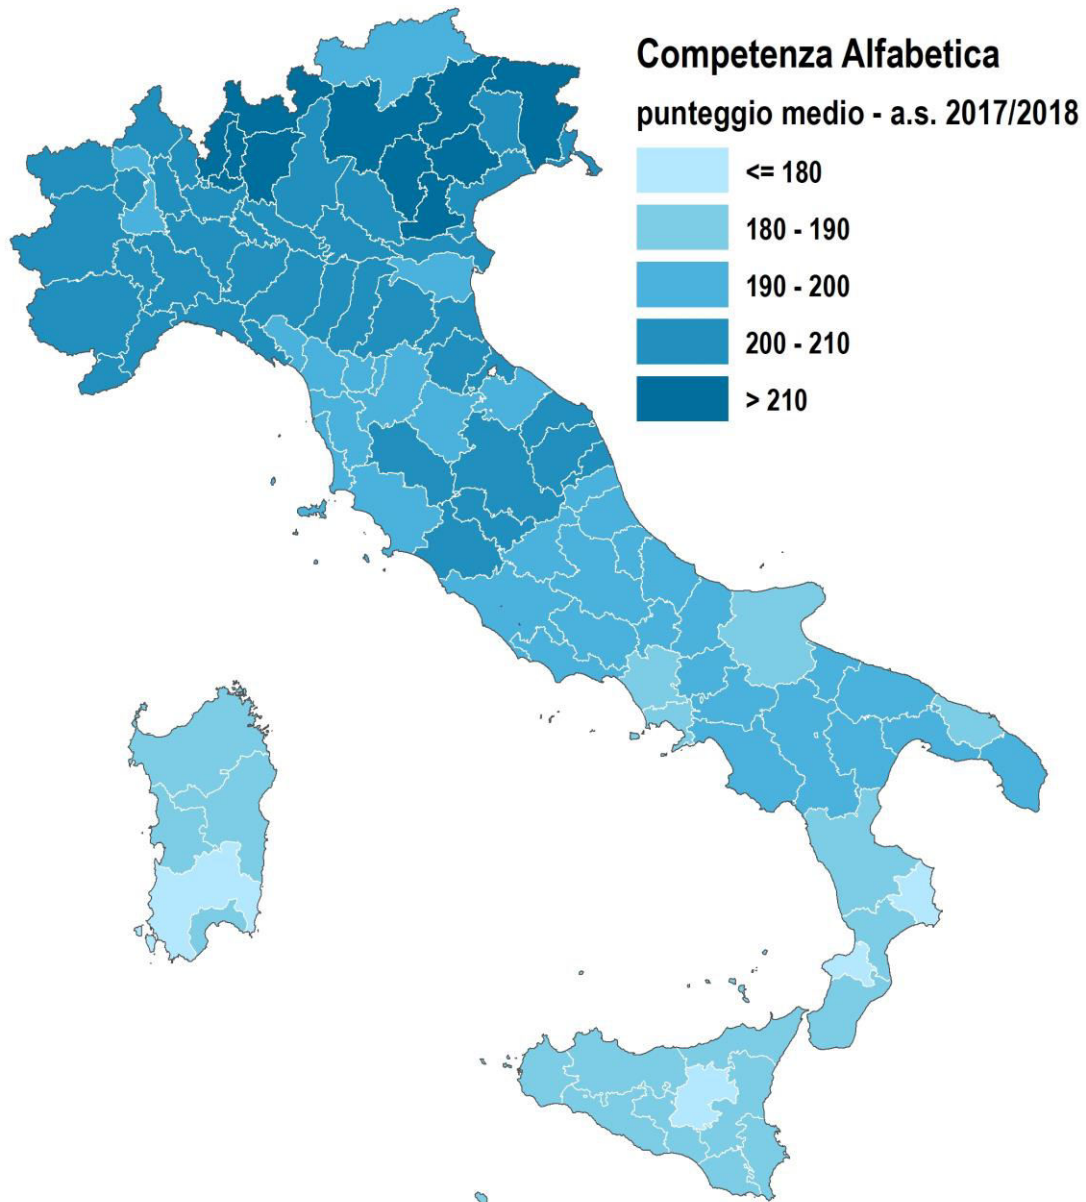 Competenza Alfabetica
punteggio medio - a.s. 2017/2018
<= 180
180 - 190
190 - 200
200 - 210
> 210